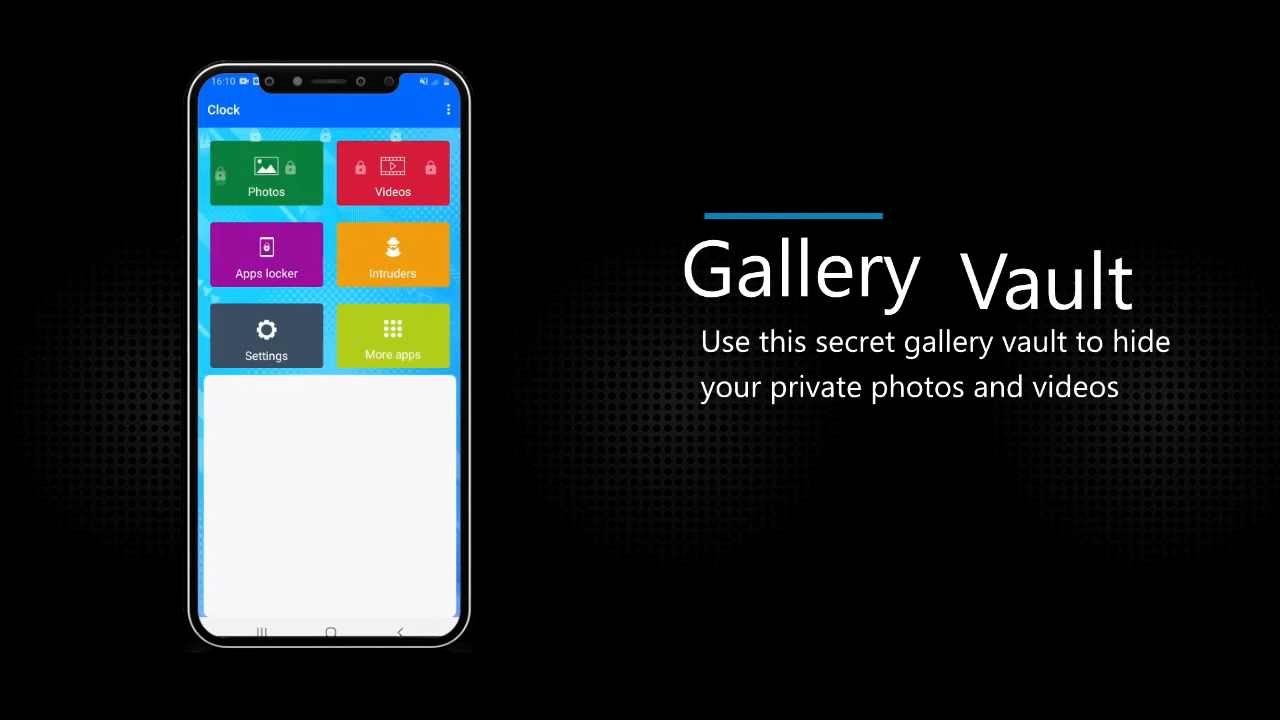 16:10
Clock
Photos
Videos
Apps locker
Intruders
Settings
More apps
Gallery Vault
Use this secret gallery vault to hide
your private photos and videos